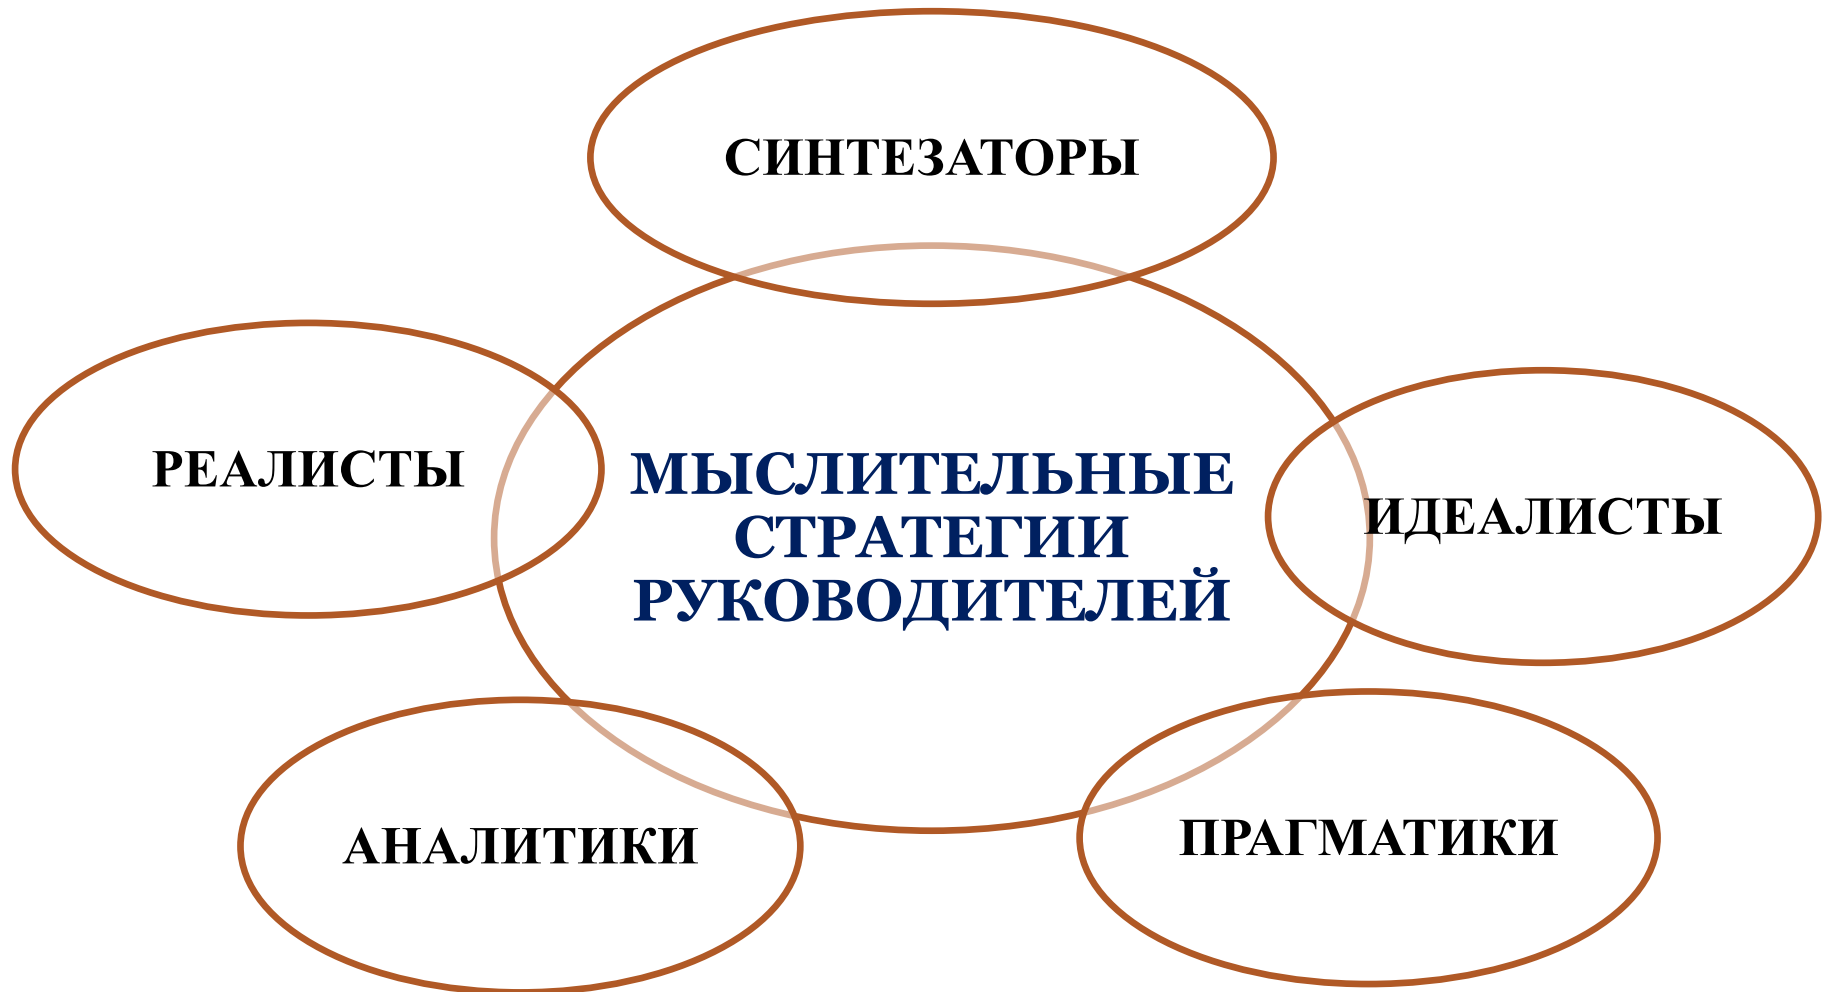 СИНТЕЗАТОРЫ
РЕАЛИСТЫ
МЫСЛИТЕЛЬНЫЕ
СТРАТЕГИИ
РУКОВОДИТЕЛЕЙ
ИДЕАЛИСТЫ
АНАЛИТИКИ
ПРАГМАТИКИ